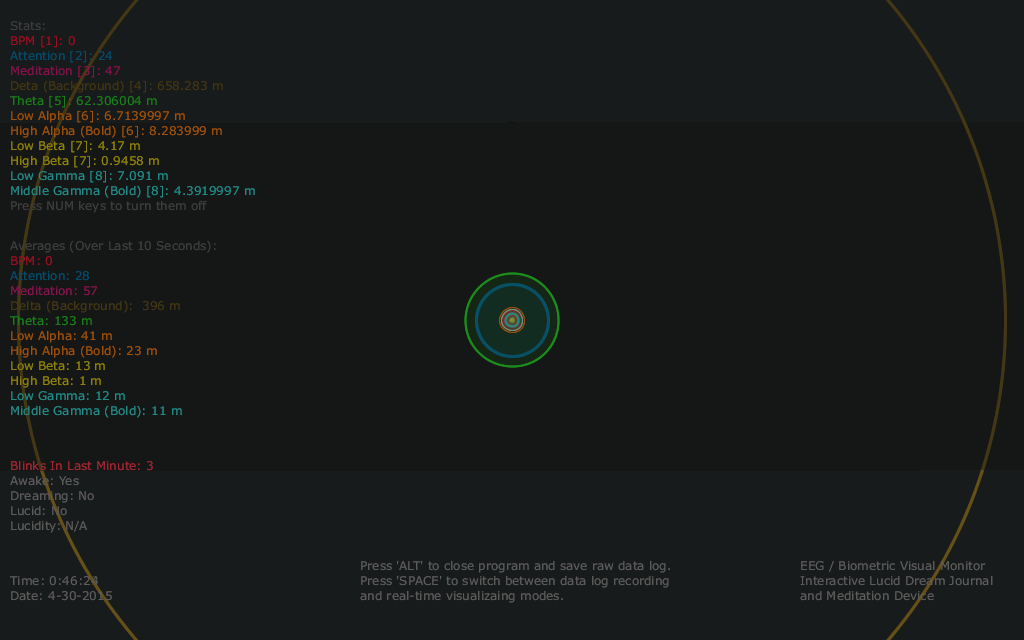 Stats:
BPM [1]: 0
Attention [2]: 24
Meditation [3]: 47
Deta (Background) [4]: 658.283 m
Theta [5]: 62.306004 m
Low Alpha [6]: 6.7139997 m
High Alpha (Bold) [6]: 8.283999 m
Low Beta [7]: 4.17 m
High Beta [7]: 0.9458 m
Low Gamma [8]: 7.091 m
Middle Gamma (Bold) [8]: 4.3919997 m
Press NUM keys to turn them off
Averages (Over Last 10 Seconds):
BPM: 0
Attention: 28
Meditation: 57
Delta (Background):  396 m
Theta: 133 m
Low Alpha: 41 m
High Alpha (Bold): 23 m
Low Beta: 13 m
High Beta: 1 m
Low Gamma: 12 m
Middle Gamma (Bold): 11 m
Blinks In Last Minute: 3
Awake: Yes
Dreaming: No
Lucid: No
Lucidity: N/A
Time: 0:46:24
Date: 4-30-2015
Press 'ALT' to close program and save raw data log.
Press 'SPACE' to switch between data log recording
and real-time visualizaing modes.
EEG / Biometric Visual Monitor
Interactive Lucid Dream Journal
and Meditation Device